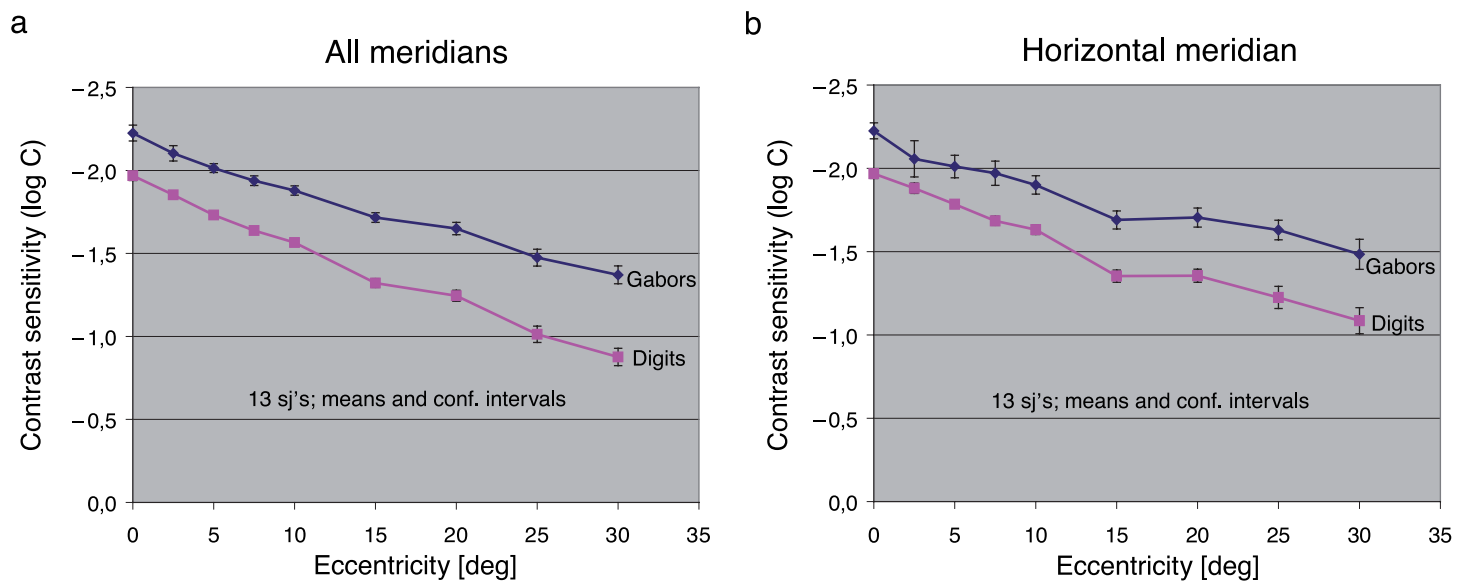 a
All meridians
Contrast sensitivity (log C)
−2,5
−2,0
−1,5
−1,0
−0,5
0,0
Gabors
Digits
13 sj's; means and conf. intervals
0 5 10 15 20 25 30 35
Eccentricity [deg]
b
Horizontal meridian
Contrast sensitivity (log C)
−2,5
−2,0
−1,5
−1,0
−0,5
0,0
Gabors
Digits
13 sj's; means and conf. intervals
0 5 10 15 20 25 30 35
Eccentricity [deg]